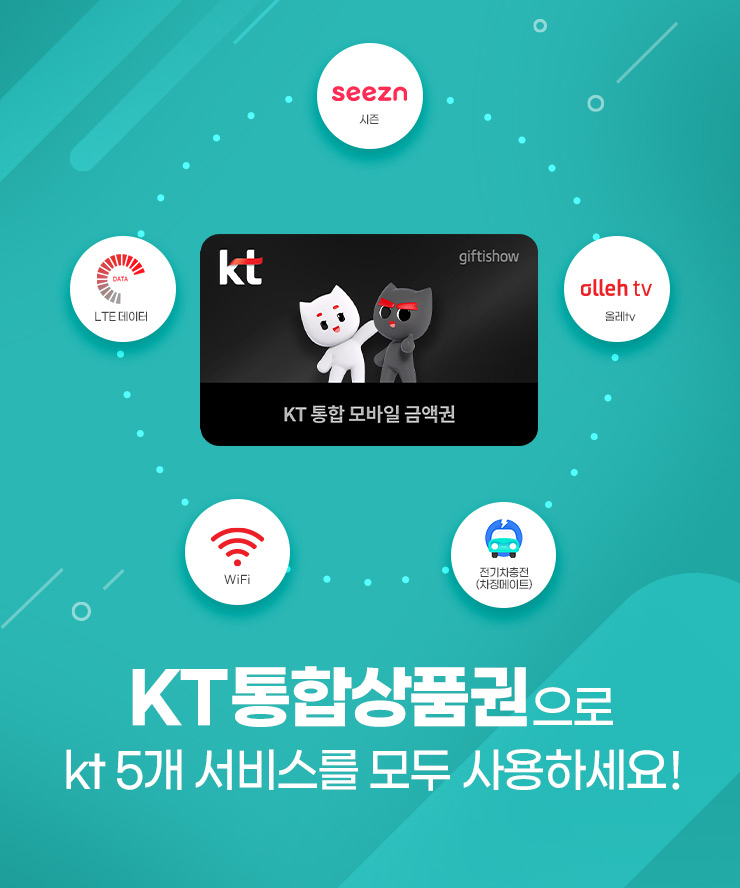 seezn
시즌
kt
giftishow
DATA
LTE 데이터
olleh tv
올레tv
KT 통합 모바일 금액권
WiFi
전기차충전
(차징메이트)
KT통합상품권으로
kt 5개 서비스를 모두 사용하세요!